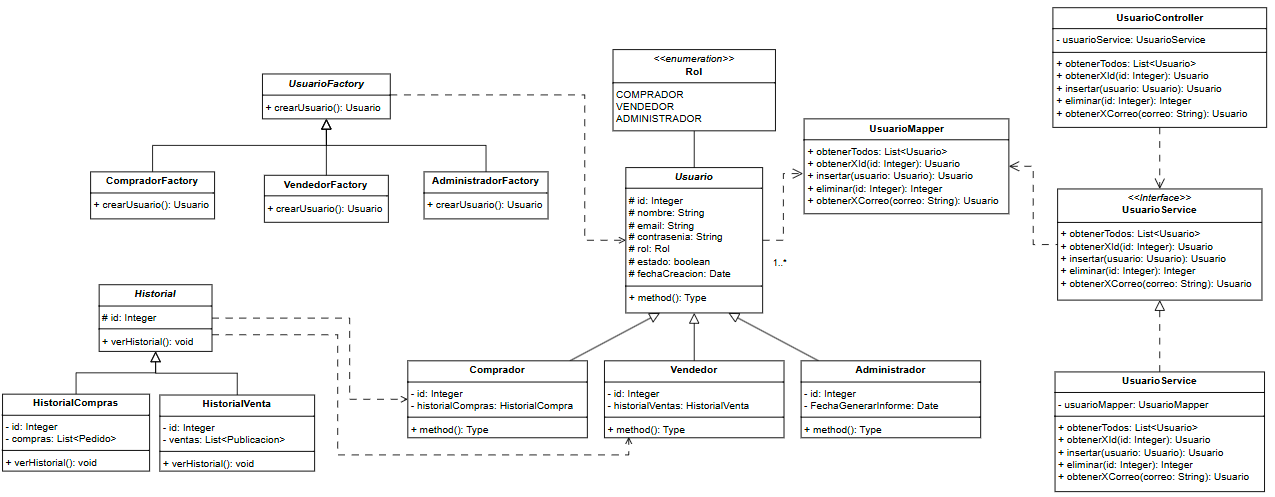 UsuarioFactory
+ crearUsuario(): Usuario
CompradorFactory
+ crearUsuario(): Usuario
VendedorFactory
+ crearUsuario(): Usuario
AdministradorFactory
+ crearUsuario(): Usuario
<<enumeration>>
Rol
COMPRADOR
VENDEDOR
ADMINISTRADOR
Usuario
# id: Integer
# nombre: String
# email: String
# contrasenia: String
# rol: Rol
# estado: boolean
# fechaCreacion: Date
+ method(): Type
1..*
UsuarioMapper
+ obtenerTodos: List<Usuario>
+ obtenerXId(id: Integer): Usuario
+ insertar(usuario: Usuario): Usuario
+ eliminar(id: Integer): Integer
+ obtenerXCorreo(correo: String): Usuario
UsuarioController
- usuarioService: UsuarioService
+ obtenerTodos: List<Usuario>
+ obtenerXId(id: Integer): Usuario
+ insertar(usuario: Usuario): Usuario
+ eliminar(id: Integer): Integer
+ obtenerXCorreo(correo: String): Usuario
<<Interface>>
UsuarioService
+ obtenerTodos: List<Usuario>
+ obtenerXId(id: Integer): Usuario
+ insertar(usuario: Usuario): Usuario
+ eliminar(id: Integer): Integer
+ obtenerXCorreo(correo: String): Usuario
UsuarioService
- usuarioMapper: UsuarioMapper
+ obtenerTodos: List<Usuario>
+ obtenerXId(id: Integer): Usuario
+ insertar(usuario: Usuario): Usuario
+ eliminar(id: Integer): Integer
+ obtenerXCorreo(correo: String): Usuario
Historial
# id: Integer
+ verHistorial(): void
HistorialCompras
- id: Integer
- compras: List<Pedido>
+ verHistorial(): void
HistorialVenta
- id: Integer
- ventas: List<Publicacion>
+ verHistorial(): void
Comprador
- id: Integer
- historialCompras: HistorialCompra
+ method(): Type
Vendedor
- id: Integer
- historialVentas: HistorialVenta
+ method(): Type
Administrador
- id: Integer
- FechaGenerarInforme: Date
+ method(): Type